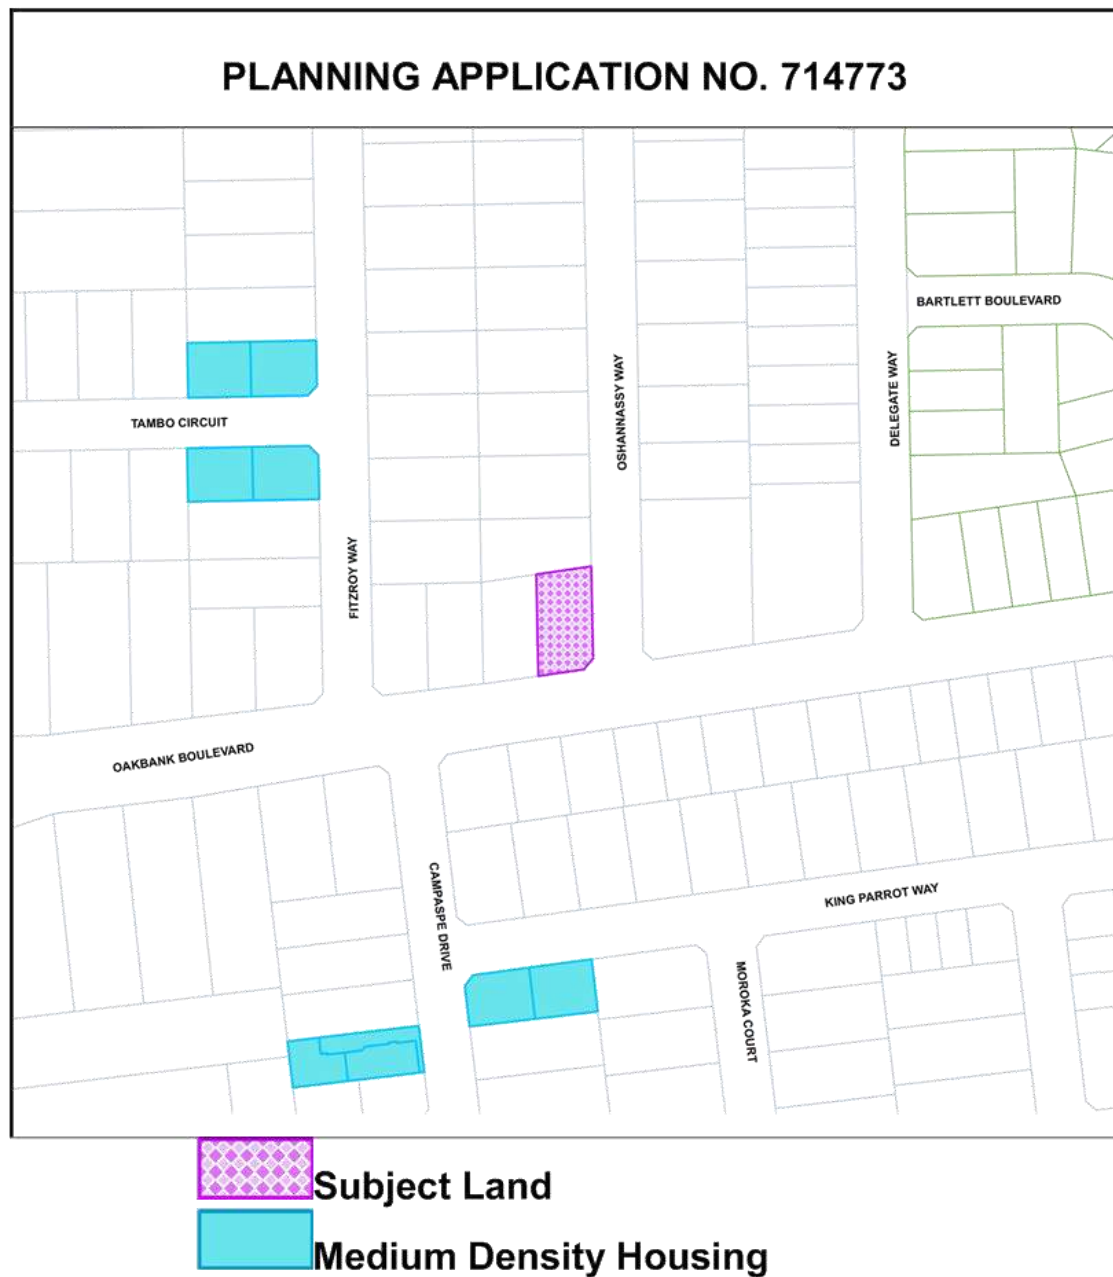 PLANNING APPLICATION NO. 714773
BARTLETT BOULEVARD
TAMBO CIRCUIT
OSHANNASSY WAY
DELEGATE WAY
FITZROY WAY
OAKBANK BOULEVARD
CAMPASPE DRIVE
KING PARROT WAY
MOROKA COURT
Subject Land
Medium Density Housing